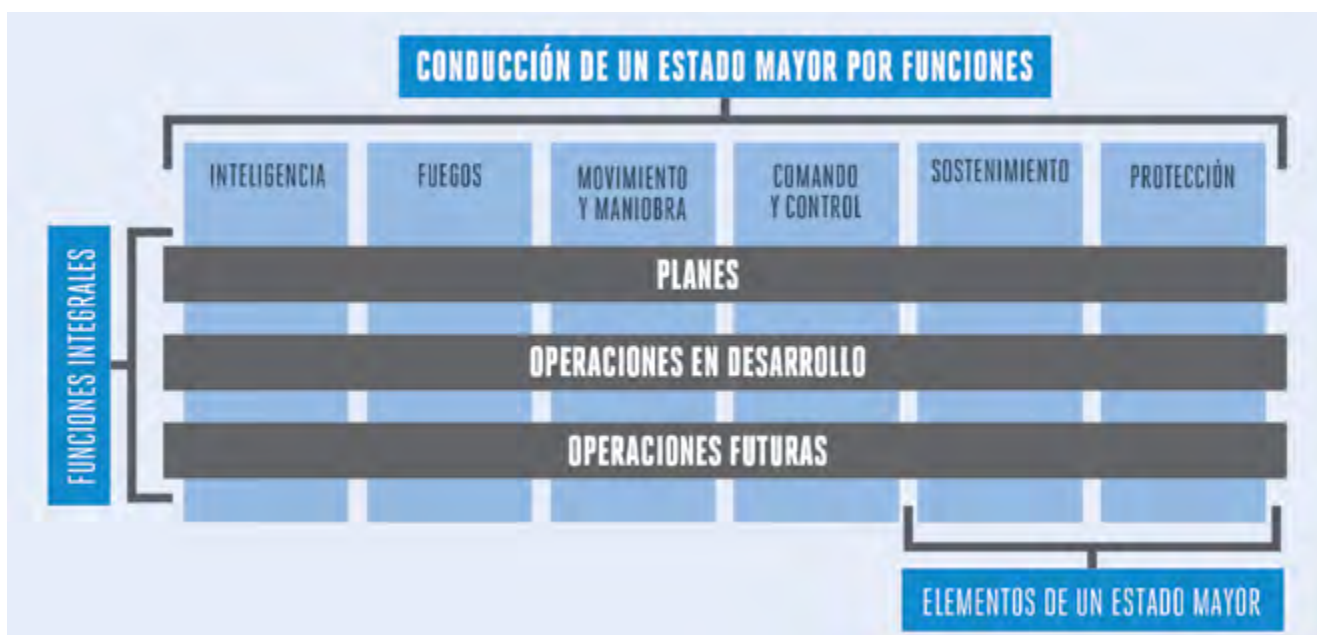 CONDUCCIÓN DE UN ESTADO MAYOR POR FUNCIONES
INTELIGENCIA
FUEGOS
MOVIMIENTO
Y MANIOBRA
COMANDO
Y CONTROL
SOSTENIMIENTO
PROTECCIÓN
FUNCIONES INTEGRALES
PLANES
OPERACIONES EN DESARROLLO
OPERACIONES FUTURAS
ELEMENTOS DE UN ESTADO MAYOR